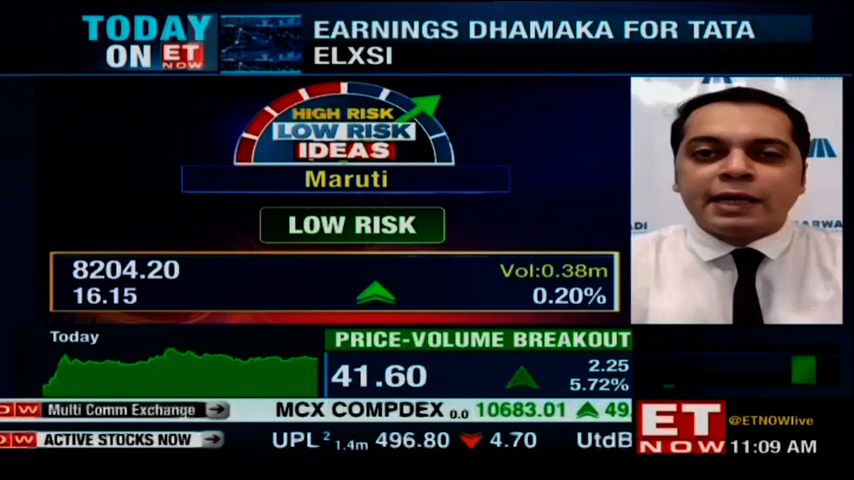 TODAY
ON ET
NOW
EARNINGS DHAMAKA FOR TATA
ELXSI
HIGH RISK
LOW RISK
IDEAS
Maruti
LOW RISK
8204.20
Vol:0.38m
16.15
0.20%
Today
PRICE-VOLUME BREAKOUT
41.60
2.25
5.72%
Multi Comm Exchange
MCX COMPDEX 0.0 10683.01 49
ACTIVE STOCKS NOW
UPL 2 1.4m 496.80 4.70 UtdB
ET
NOW
@ETNOWlive
11:09 AM